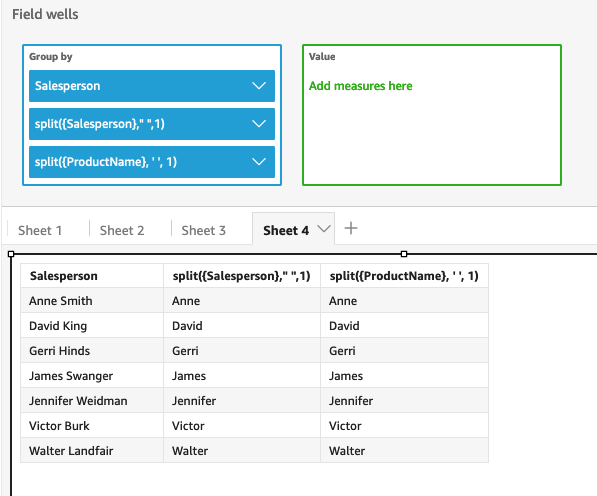 Field wells
Group by
Value
Salesperson
Add measures here
split({Salesperson}," ",1)
split({ProductName}, ' ', 1)
Sheet 1 Sheet 2 Sheet 3 Sheet 4 +
Salesperson split({Salesperson}," ",1) split({ProductName}, ' ', 1)
Anne Smith Anne Anne
David King David David
Gerri Hinds Gerri Gerri
James Swanger James James
Jennifer Weidman Jennifer Jennifer
Victor Burk Victor Victor
Walter Landfair Walter Walter